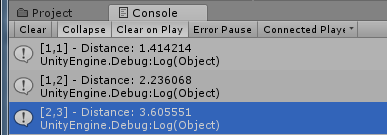 Project
Console
Clear
Collapse
Clear on Play
Error Pause
Connected Playe
[1,1] - Distance: 1.414214
UnityEngine.Debug:Log(Object)
[1,2] - Distance: 2.236068
UnityEngine.Debug:Log(Object)
[2,3] - Distance: 3.605551
UnityEngine.Debug:Log(Object)